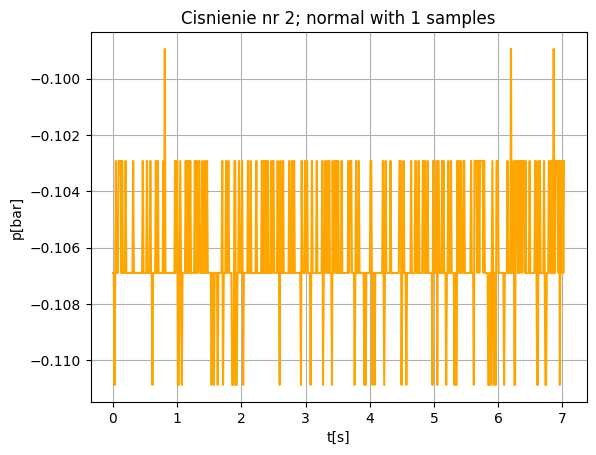 Cisnienie nr 2; normal with 1 samples
−0.100
−0.102
−0.104
−0.106
−0.108
−0.110
p[bar]
0 1 2 3 4 5 6 7
t[s]